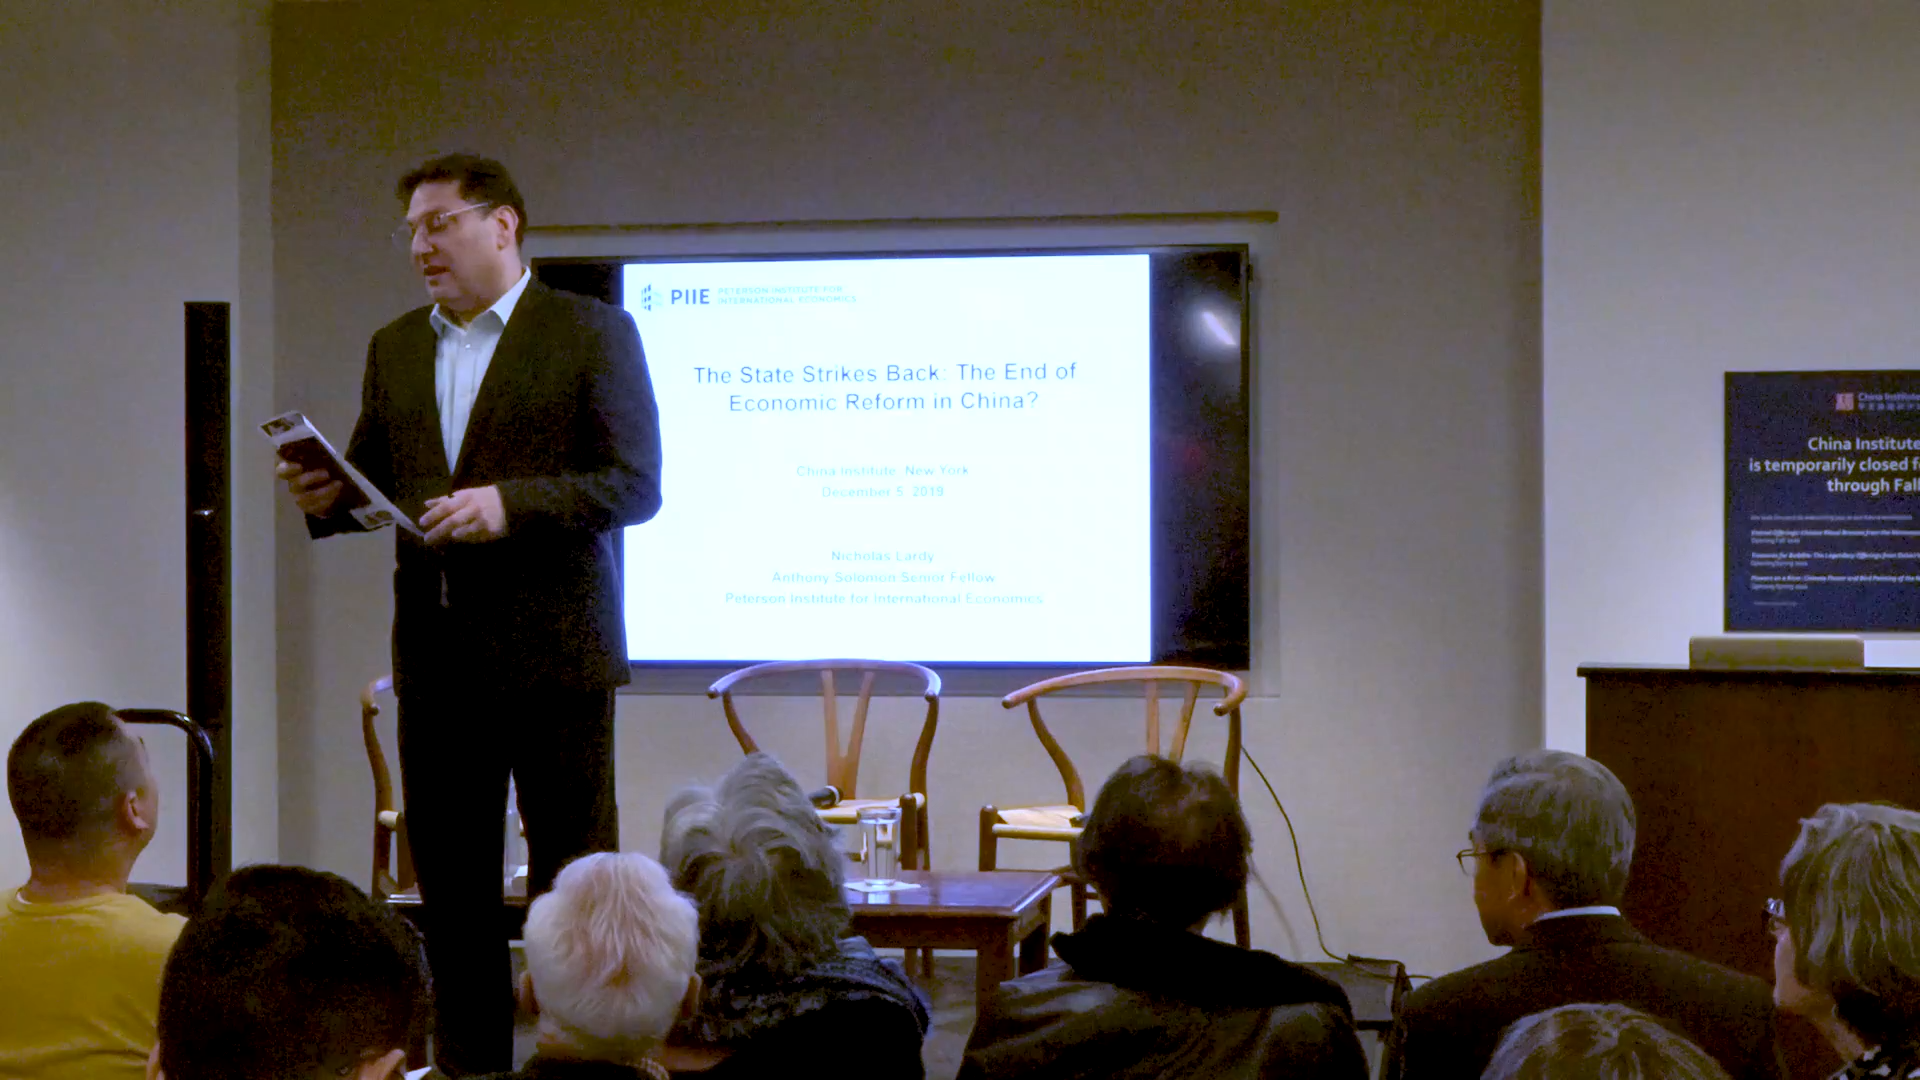 PIIE PETERSON INSTITUTE FOR
INTERNATIONAL ECONOMICS
The State Strikes Back: The End of
Economic Reform in China?
China Institute, New York
December 5, 2019
Nicholas Lardy
Anthony Solomon Senior Fellow
Peterson Institute for International Economics
China Institute
China Institute
is temporarily closed f
through Fall